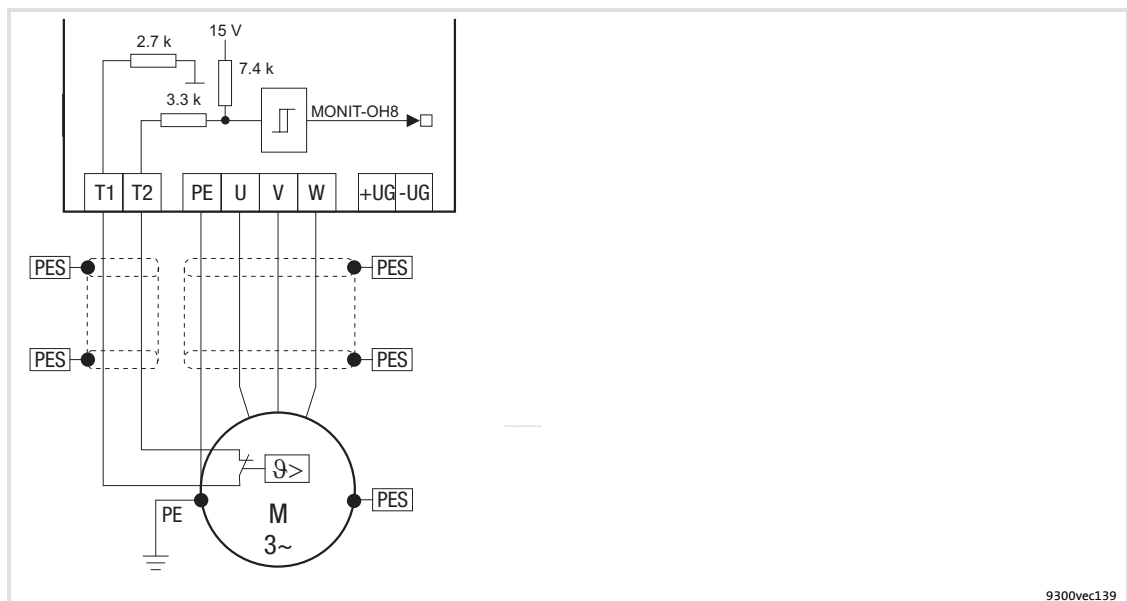 15 V
2.7 k
7.4 k
3.3 k
MONIT-OH8
T1 T2 PE U V W +UG -UG
PES PES
PES PES
ϑ>
PES
PE
M
3~
9300vec139